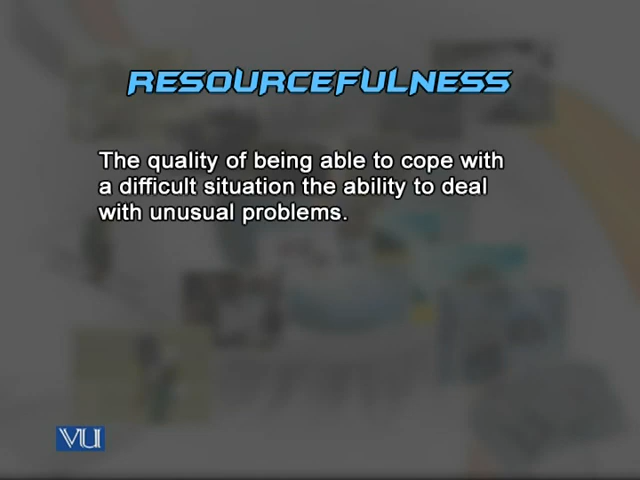 RESOURCEFULNESS
The quality of being able to cope with
a difficult situation the ability to deal
with unusual problems.
VU